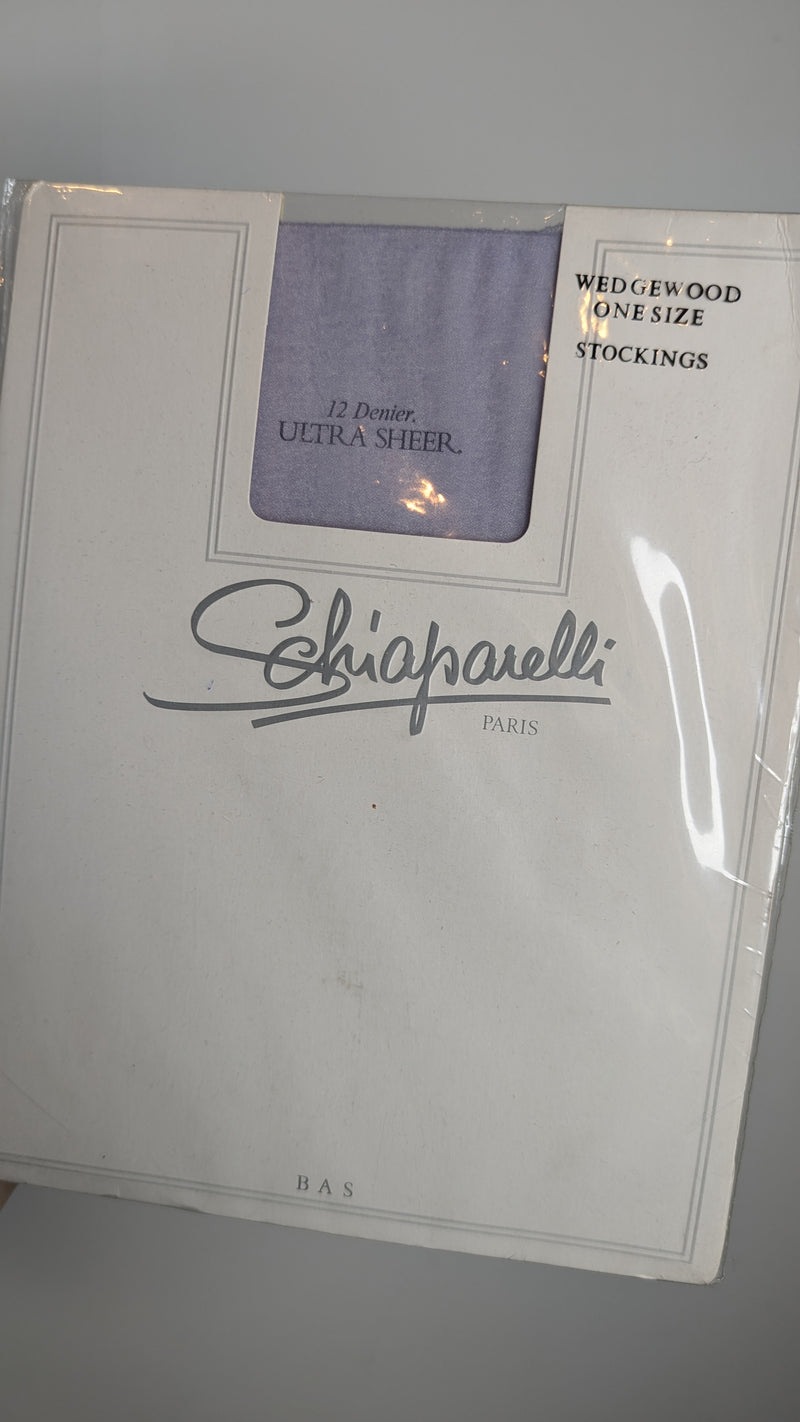 WEDGEWOOD
ONE SIZE
STOCKINGS
12 Denier.
ULTRA SHEER.
Schiaparelli
PARIS
BAS